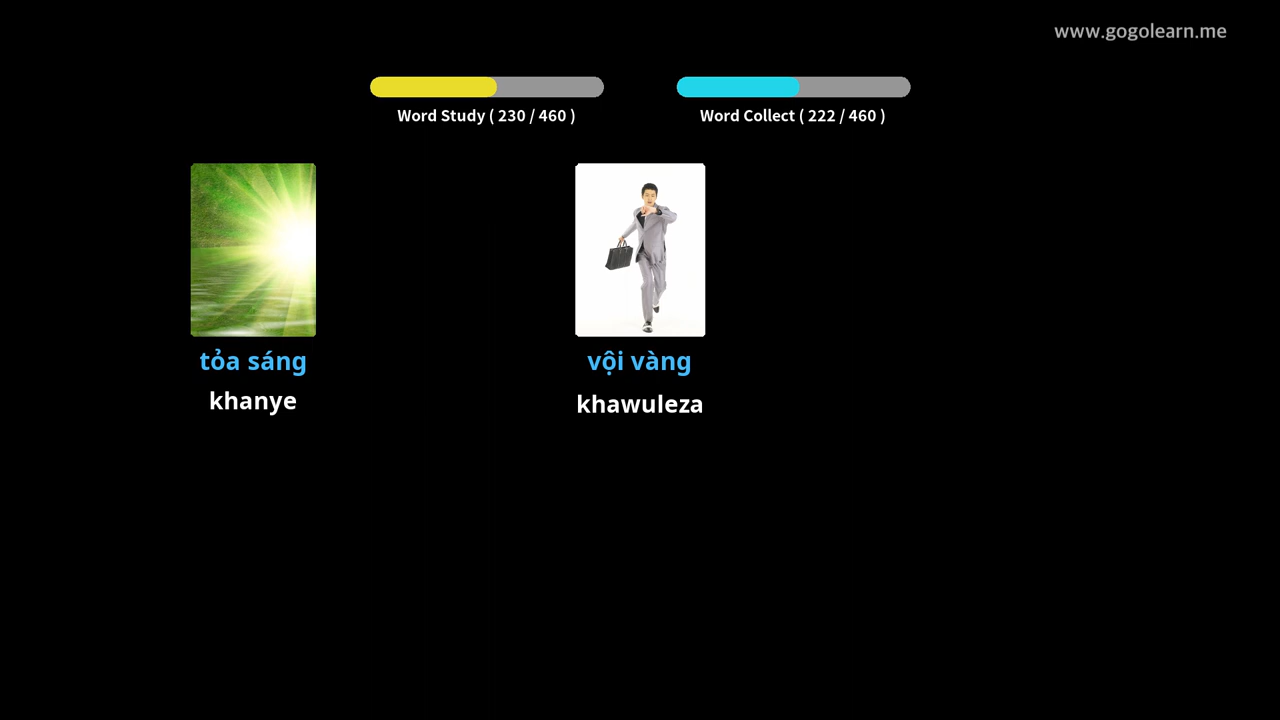 www.gogolearn.me
Word Study ( 230 / 460 )
Word Collect ( 222 / 460 )
tỏa sáng
khanye
vội vàng
khawuleza